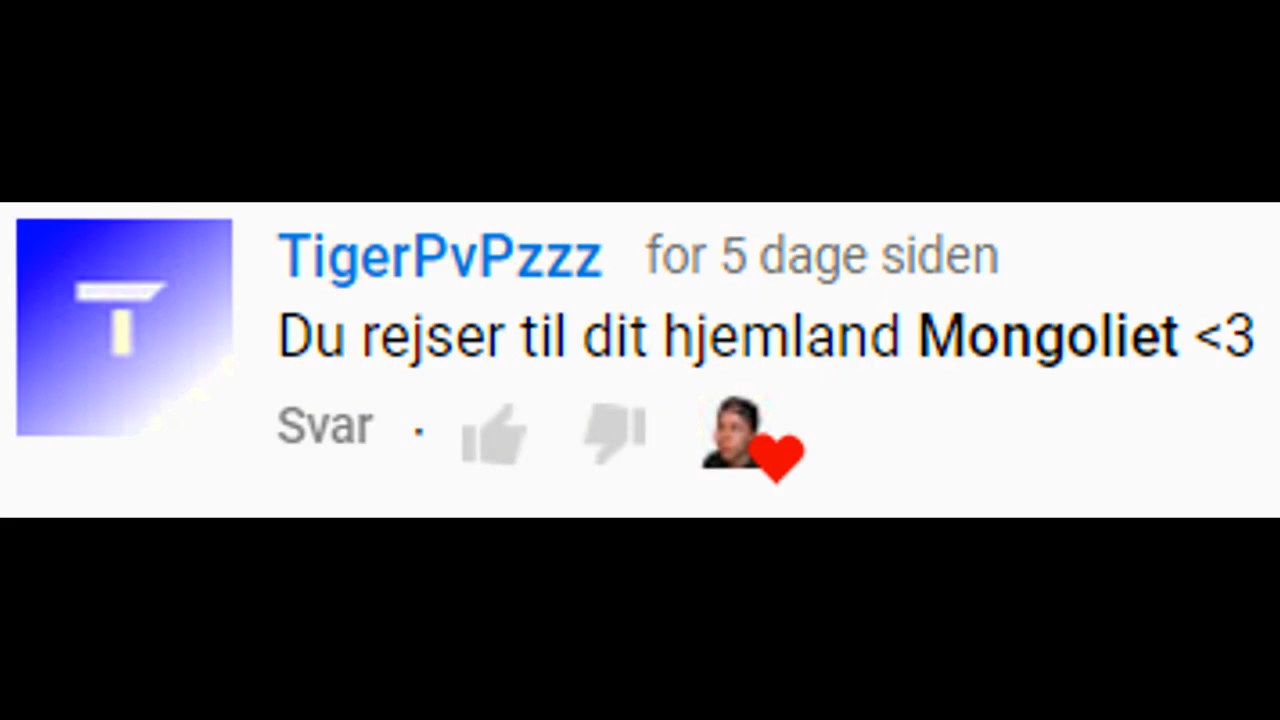 T
TigerPvPzzz for 5 dage siden
Du rejser til dit hjemland Mongoliet <3
Svar ·